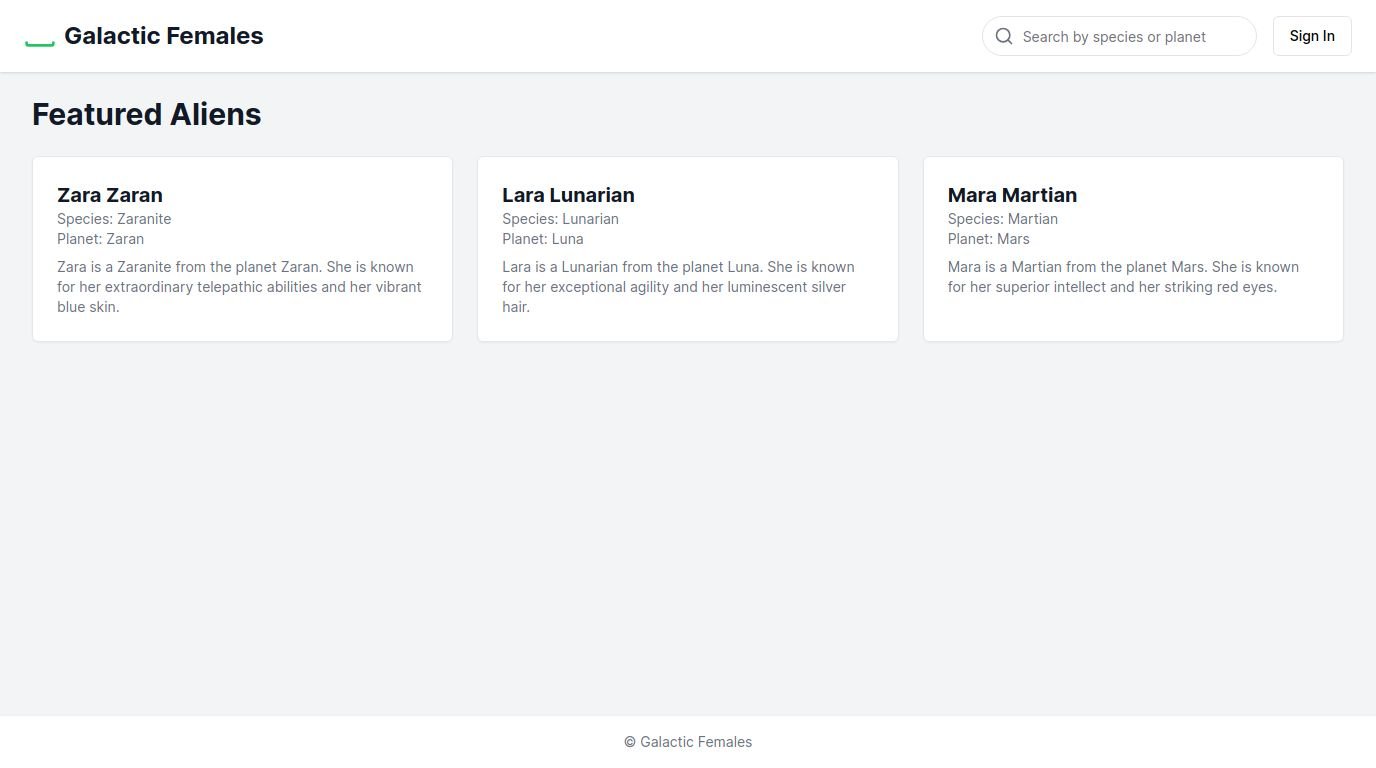 Galactic Females
Search by species or planet
Sign In
Featured Aliens
Zara Zaran
Species: Zaranite
Planet: Zaran
Zara is a Zaranite from the planet Zaran. She is known
for her extraordinary telepathic abilities and her vibrant
blue skin.
Lara Lunarian
Species: Lunarian
Planet: Luna
Lara is a Lunarian from the planet Luna. She is known
for her exceptional agility and her luminescent silver
hair.
Mara Martian
Species: Martian
Planet: Mars
Mara is a Martian from the planet Mars. She is known
for her superior intellect and her striking red eyes.
© Galactic Females